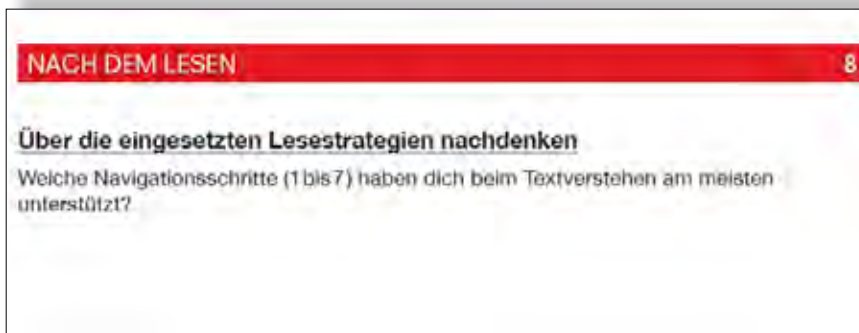 NACH DEM LESEN 8
Über die eingesetzten Lesestrategien nachdenken
Welche Navigationsschritte (1 bis 7) haben dich beim Textverstehen am meisten
unterstützt?